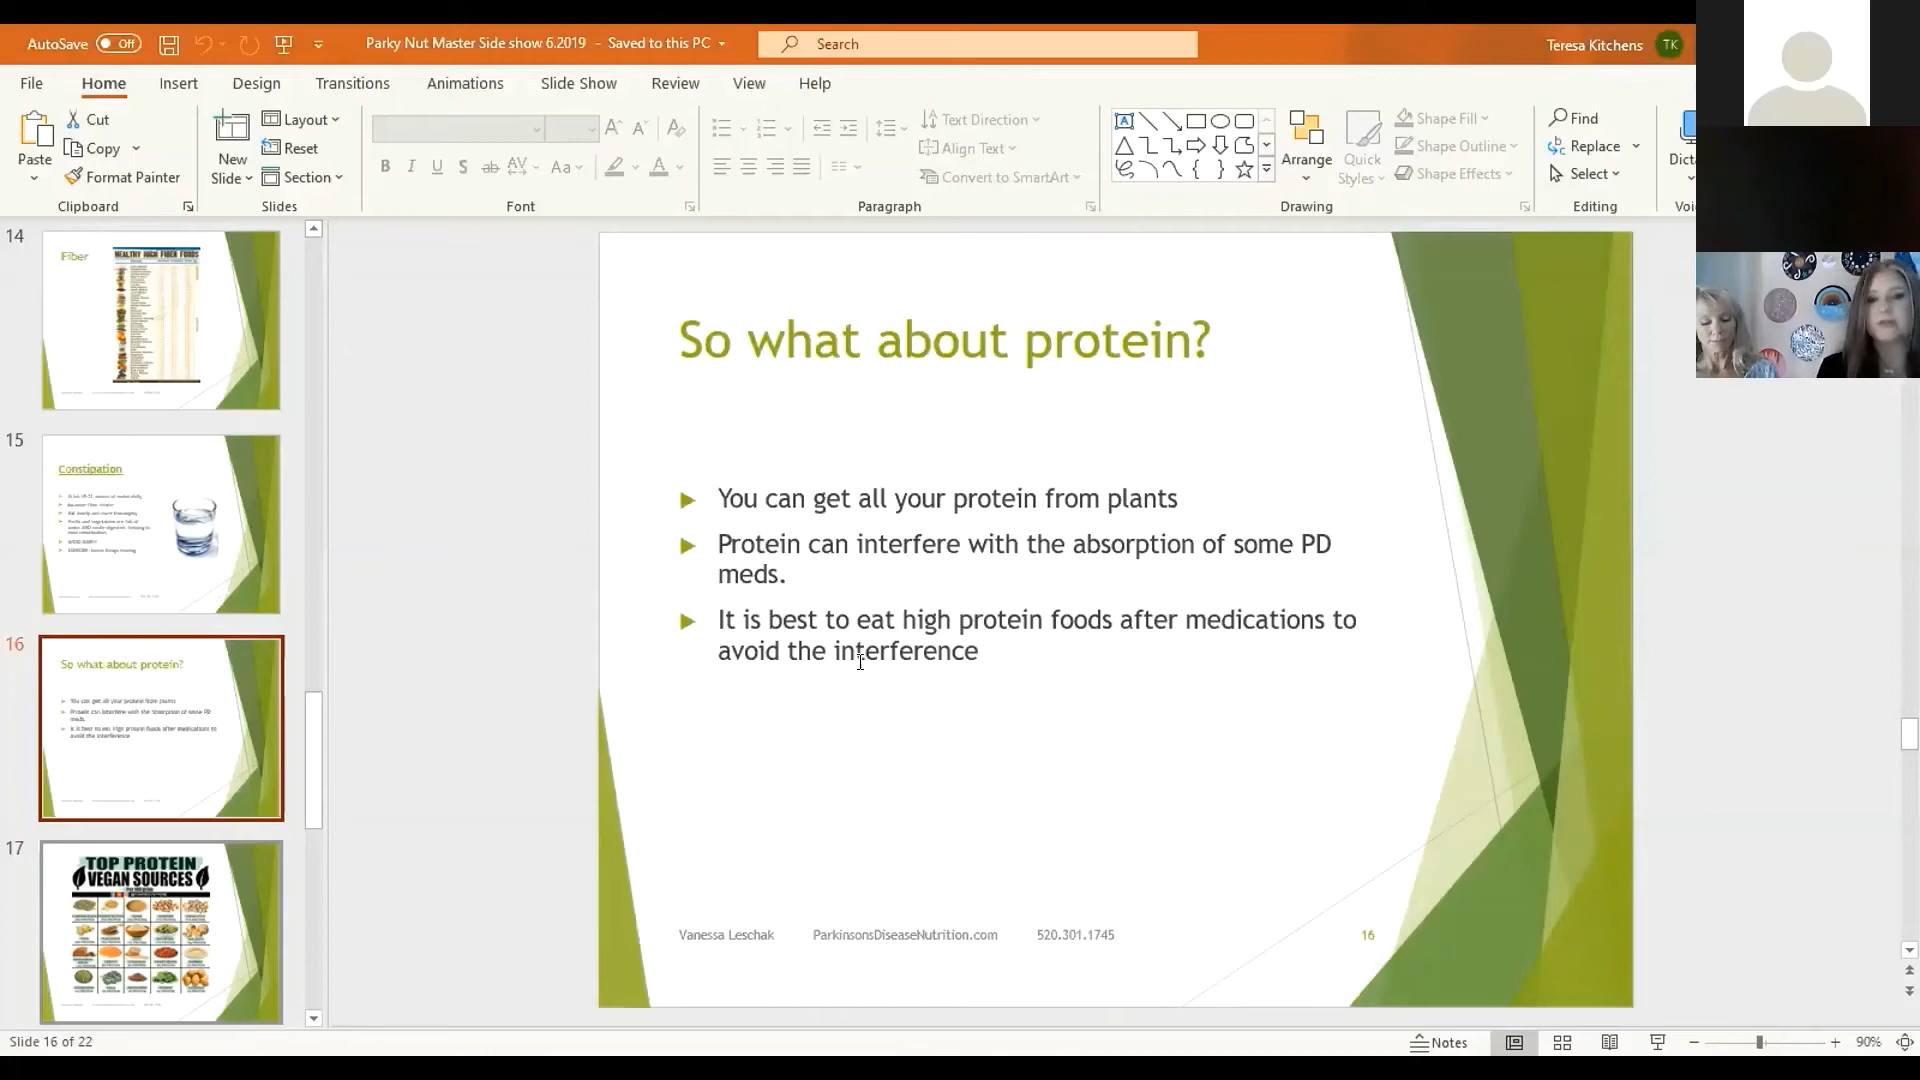 AutoSave Off Parky Nut Master Side show 6.2019 – Saved to this PC Search Teresa Kitchens TK
File Home Insert Design Transitions Animations Slide Show Review View Help
Paste
Cut
Copy
Format Painter
Clipboard
New
Slide
Layout
Reset
Section
Slides
B I U S ab AV Aa A
Font
Text Direction
Align Text
Convert to SmartArt
Paragraph
Arrange
Quick
Styles
Shape Fill
Shape Outline
Shape Effects
Drawing
Find
Replace
Select
Editing
Dicta
Voi
14
Fiber
HEALTHY HIGH FIBER FOODS
15
Constipation
16
So what about protein?
You can get all your protein from plants
Protein can interfere with the absorption of some PD
meds.
It is best to eat high protein foods after medications to
avoid the interference
17
TOP PROTEIN
VEGAN SOURCES
So what about protein?
You can get all your protein from plants
Protein can interfere with the absorption of some PD
meds.
It is best to eat high protein foods after medications to
avoid the interference
Vanessa Leschak ParkinsonsDiseaseNutrition.com 520.301.1745 16
Slide 16 of 22 Notes 90%